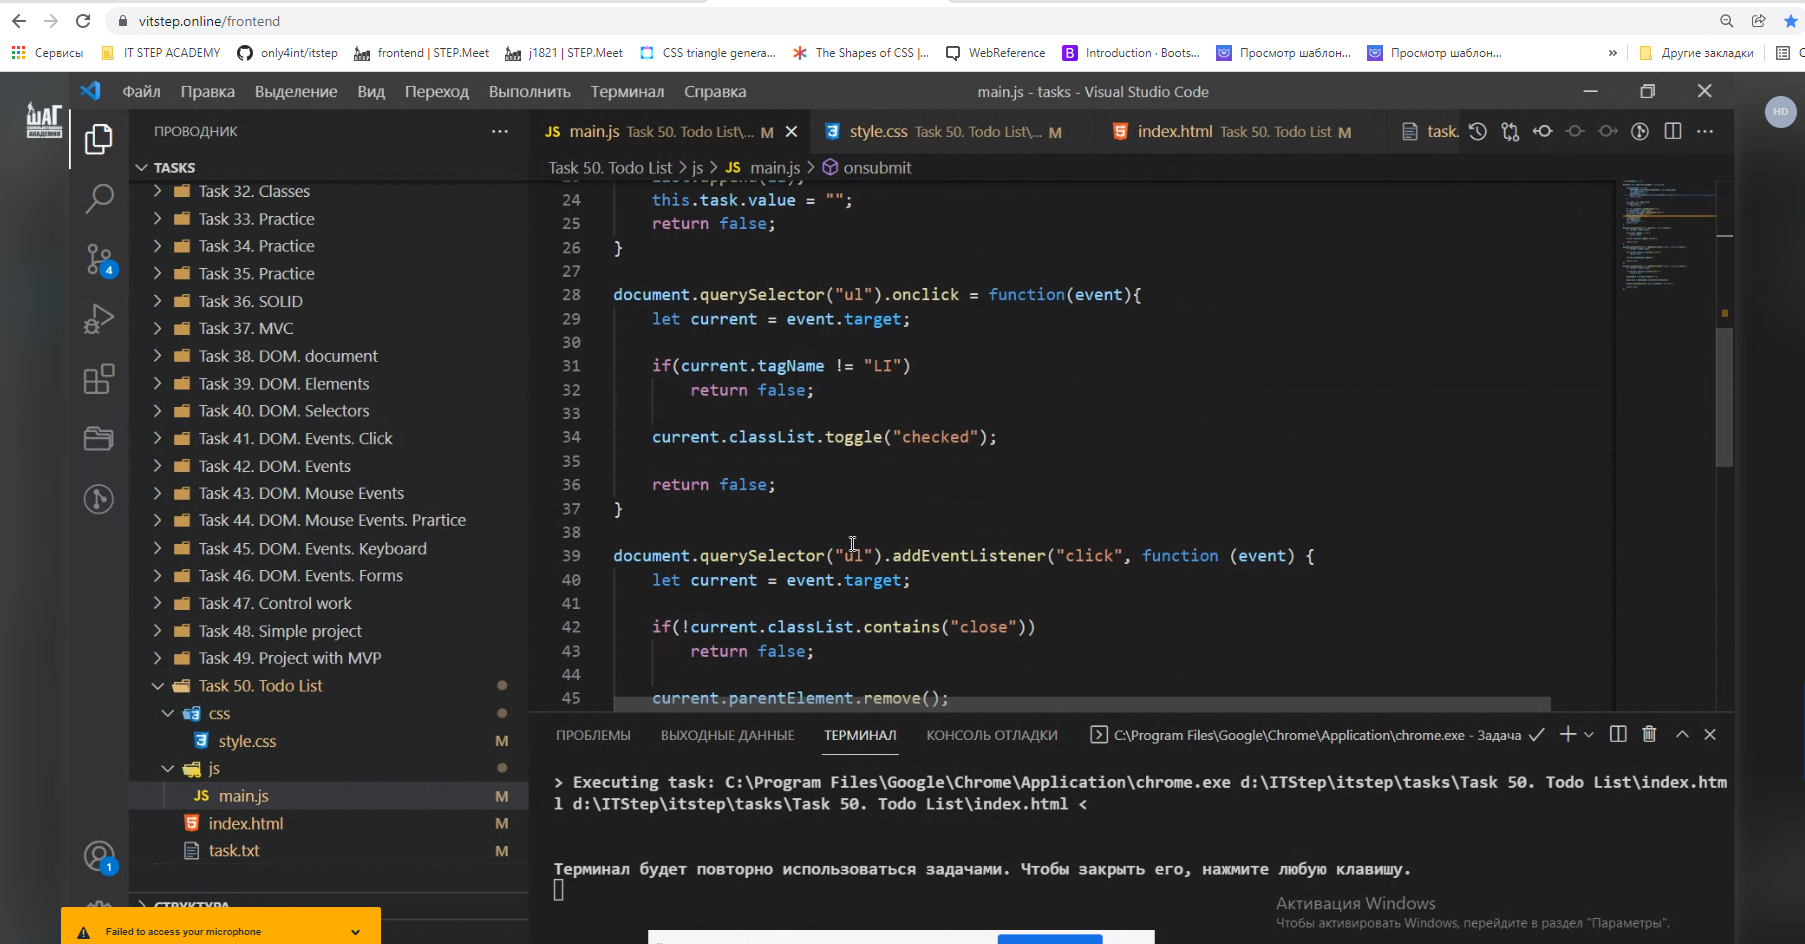 vitstep.online/frontend
Сервисы
IT STEP ACADEMY
only4int/itstep
frontend | STEP.Meet
j1821 | STEP.Meet
CSS triangle genera...
The Shapes of CSS |...
WebReference
Introduction · Boots...
Просмотр шаблон...
Просмотр шаблон...
»
Другие закладки
ШАГ
АКАДЕМИЯ
Файл Правка Выделение Вид Переход Выполнить Терминал Справка
main.js - tasks - Visual Studio Code
HD
ПРОВОДНИК
TASKS
Task 32. Classes
Task 33. Practice
Task 34. Practice
Task 35. Practice
Task 36. SOLID
Task 37. MVC
Task 38. DOM. document
Task 39. DOM. Elements
Task 40. DOM. Selectors
Task 41. DOM. Events. Click
Task 42. DOM. Events
Task 43. DOM. Mouse Events
Task 44. DOM. Mouse Events. Prartice
Task 45. DOM. Events. Keyboard
Task 46. DOM. Events. Forms
Task 47. Control work
Task 48. Simple project
Task 49. Project with MVP
Task 50. Todo List
css
style.css M
js
JS main.js M
index.html M
task.txt M
СТРУКТУРА
4
1
JS main.js Task 50. Todo List\... M
style.css Task 50. Todo List\... M
index.html Task 50. Todo List M
task.
Task 50. Todo List > js > JS main.js > onsubmit
24 this.task.value = "";
25 return false;
26 }
27
28 document.querySelector("ul").onclick = function(event){
29 let current = event.target;
30
31 if(current.tagName != "LI")
32 return false;
33
34 current.classList.toggle("checked");
35
36 return false;
37 }
38
39 document.querySelector("ul").addEventListener("click", function (event) {
40 let current = event.target;
41
42 if(!current.classList.contains("close"))
43 return false;
44
45 current.parentElement.remove();
ПРОБЛЕМЫ ВЫХОДНЫЕ ДАННЫЕ ТЕРМИНАЛ КОНСОЛЬ ОТЛАДКИ
C:\Program Files\Google\Chrome\Application\chrome.exe - Задача
> Executing task: C:\Program Files\Google\Chrome\Application\chrome.exe d:\ITStep\itstep\tasks\Task 50. Todo List\index.htm
l d:\ITStep\itstep\tasks\Task 50. Todo List\index.html <
Терминал будет повторно использоваться задачами. Чтобы закрыть его, нажмите любую клавишу.
Активация Windows
Чтобы активировать Windows, перейдите в раздел "Параметры".
Failed to access your microphone